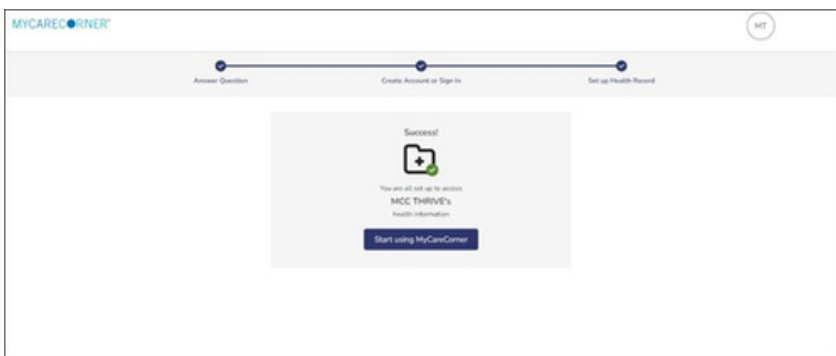 MYCARECORNER
MT
Answer Question
Create Account or Sign In
Set up Health Record
Success!
You are all set up to access
MCC THRIVE's
health information
Start using MyCareCorner